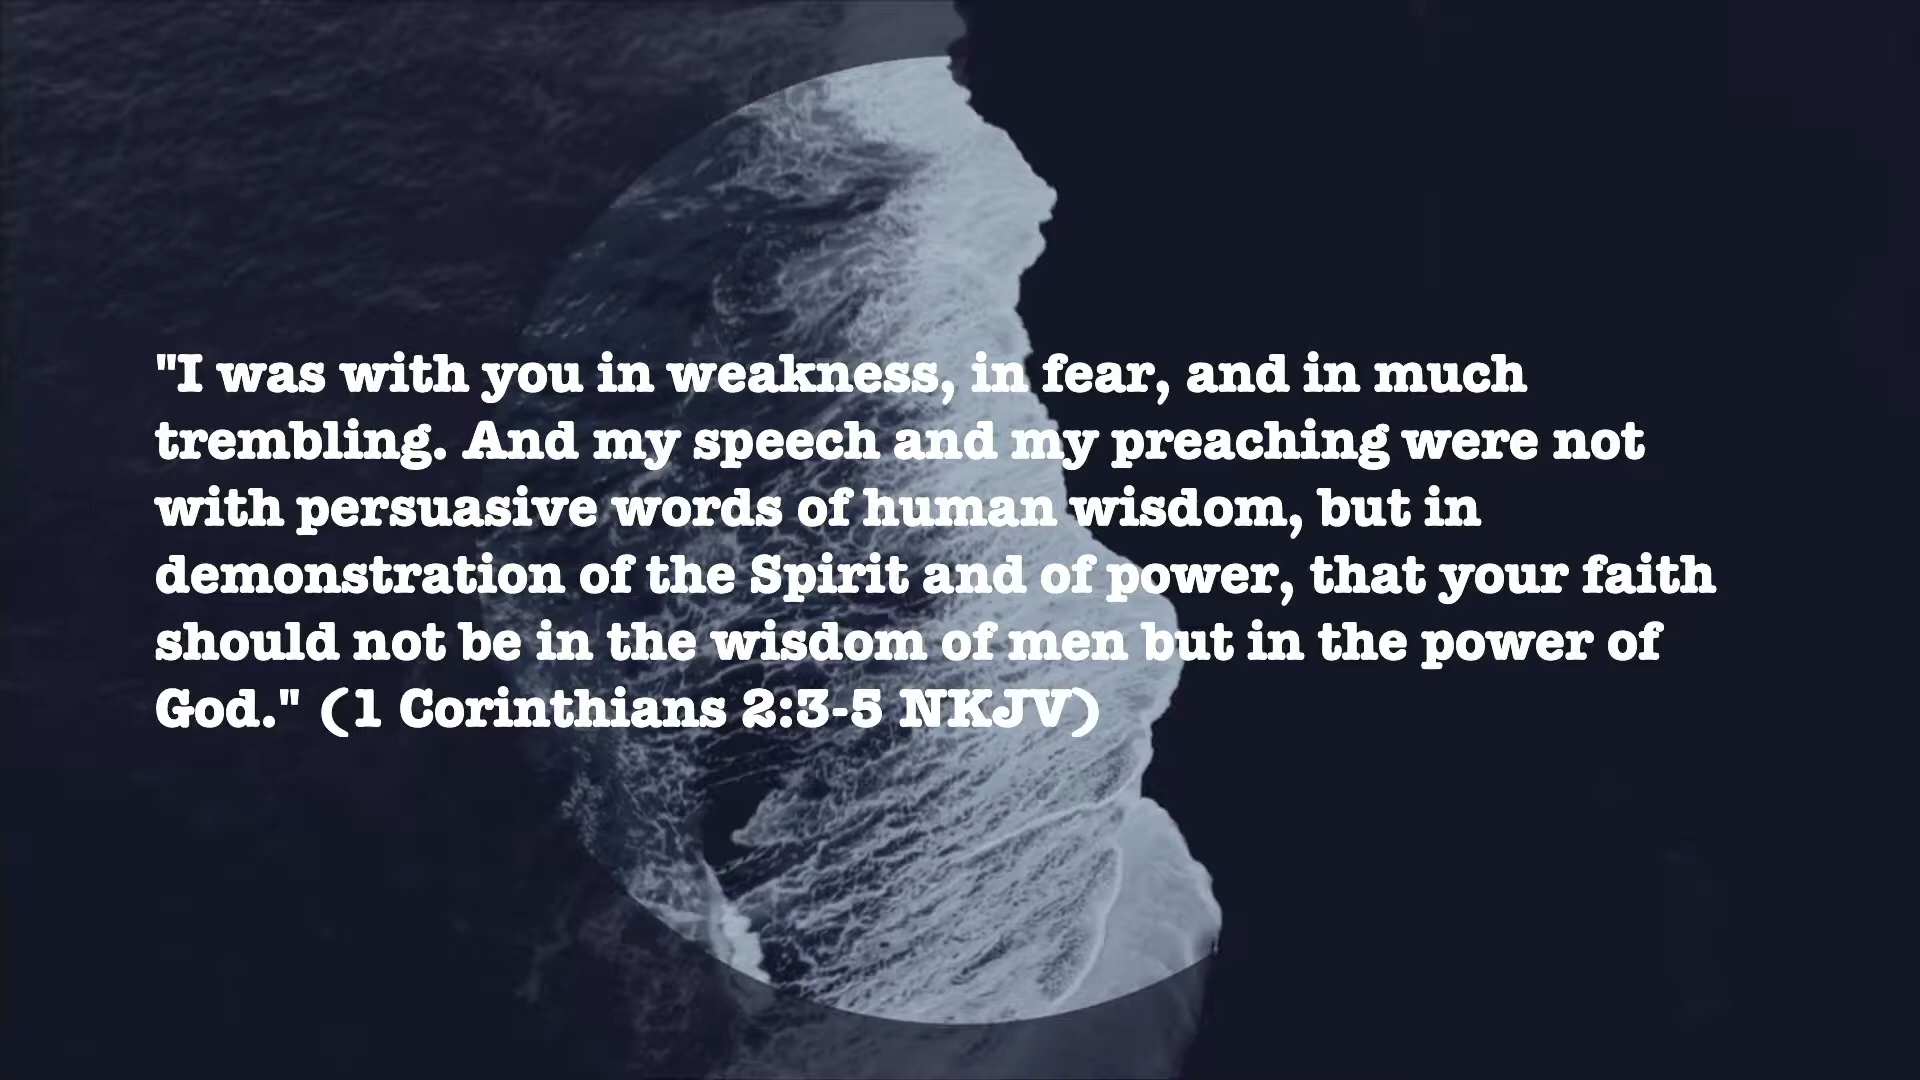 "I was with you in weakness, in fear, and in much
trembling. And my speech and my preaching were not
with persuasive words of human wisdom, but in
demonstration of the Spirit and of power, that your faith
should not be in the wisdom of men but in the power of
God." (1 Corinthians 2:3-5 NKJV)